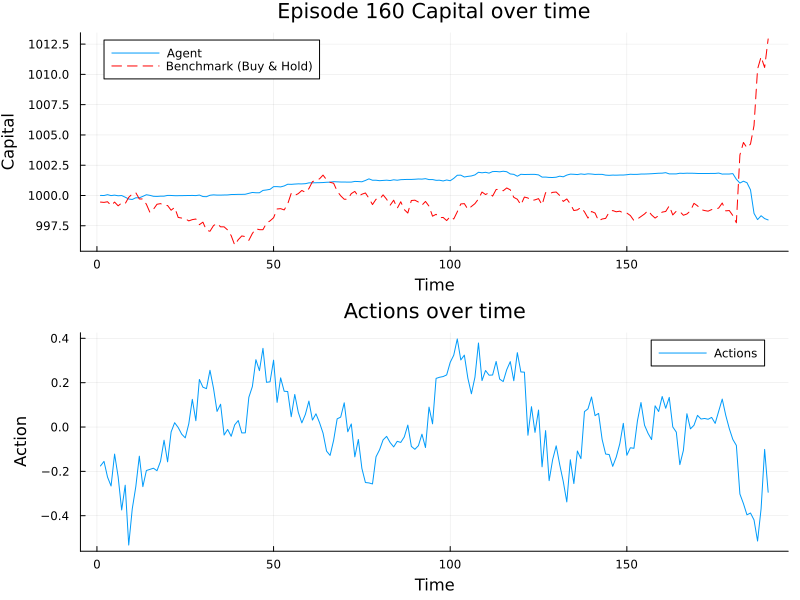 Episode 160 Capital over time
1012.5
1010.0
1007.5
1005.0
1002.5
1000.0
997.5
Capital
Agent
Benchmark (Buy & Hold)
0
50
100
150
Time
Actions over time
0.4
0.2
0.0
−0.2
−0.4
Action
Actions
0
50
100
150
Time